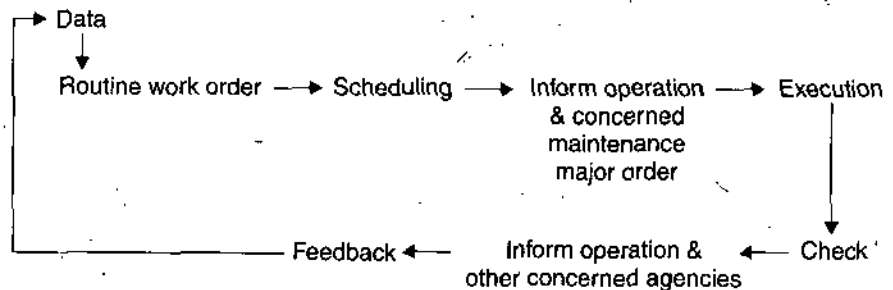 Data
Routine work order → Scheduling → Inform operation → Execution
& concerned
maintenance
major order
Feedback ← Inform operation & ← Check
other concerned agencies